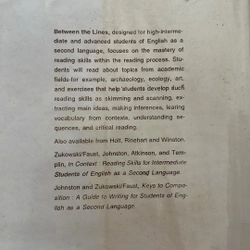 Between the Lines, designed for high-interme-
diate and advanced students of English as a
second language, focuses on the mastery of
reading skills within the reading process. Stu-
dents will read about topics from academic
fields-for example, archaeology, ecology, art,
and exercises that help students develop such
reading skills as skimming and scanning, ex-
tracting main ideas, making inferences, learing
vocabulary from contexts, understanding se-
quences, and critical reading.
Also available from Holt, Rinehart and Winston.
Zukowski/Faust, Johnston, Atkinson, and Tem-
plin, in Context : Reading Skills for Intermediate
Students of English as a Second Language.
Johnston and Zukowski/Faust, Keys to Compo-
sition : A Guide to Writing for Students of Eng-
lish as a Second Language.